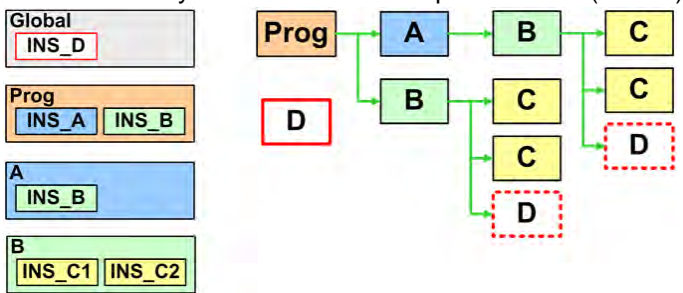 Global
INS_D
Prog
INS_A INS_B
A
INS_B
B
INS_C1 INS_C2
Prog A B C
C
B C D
D C
D